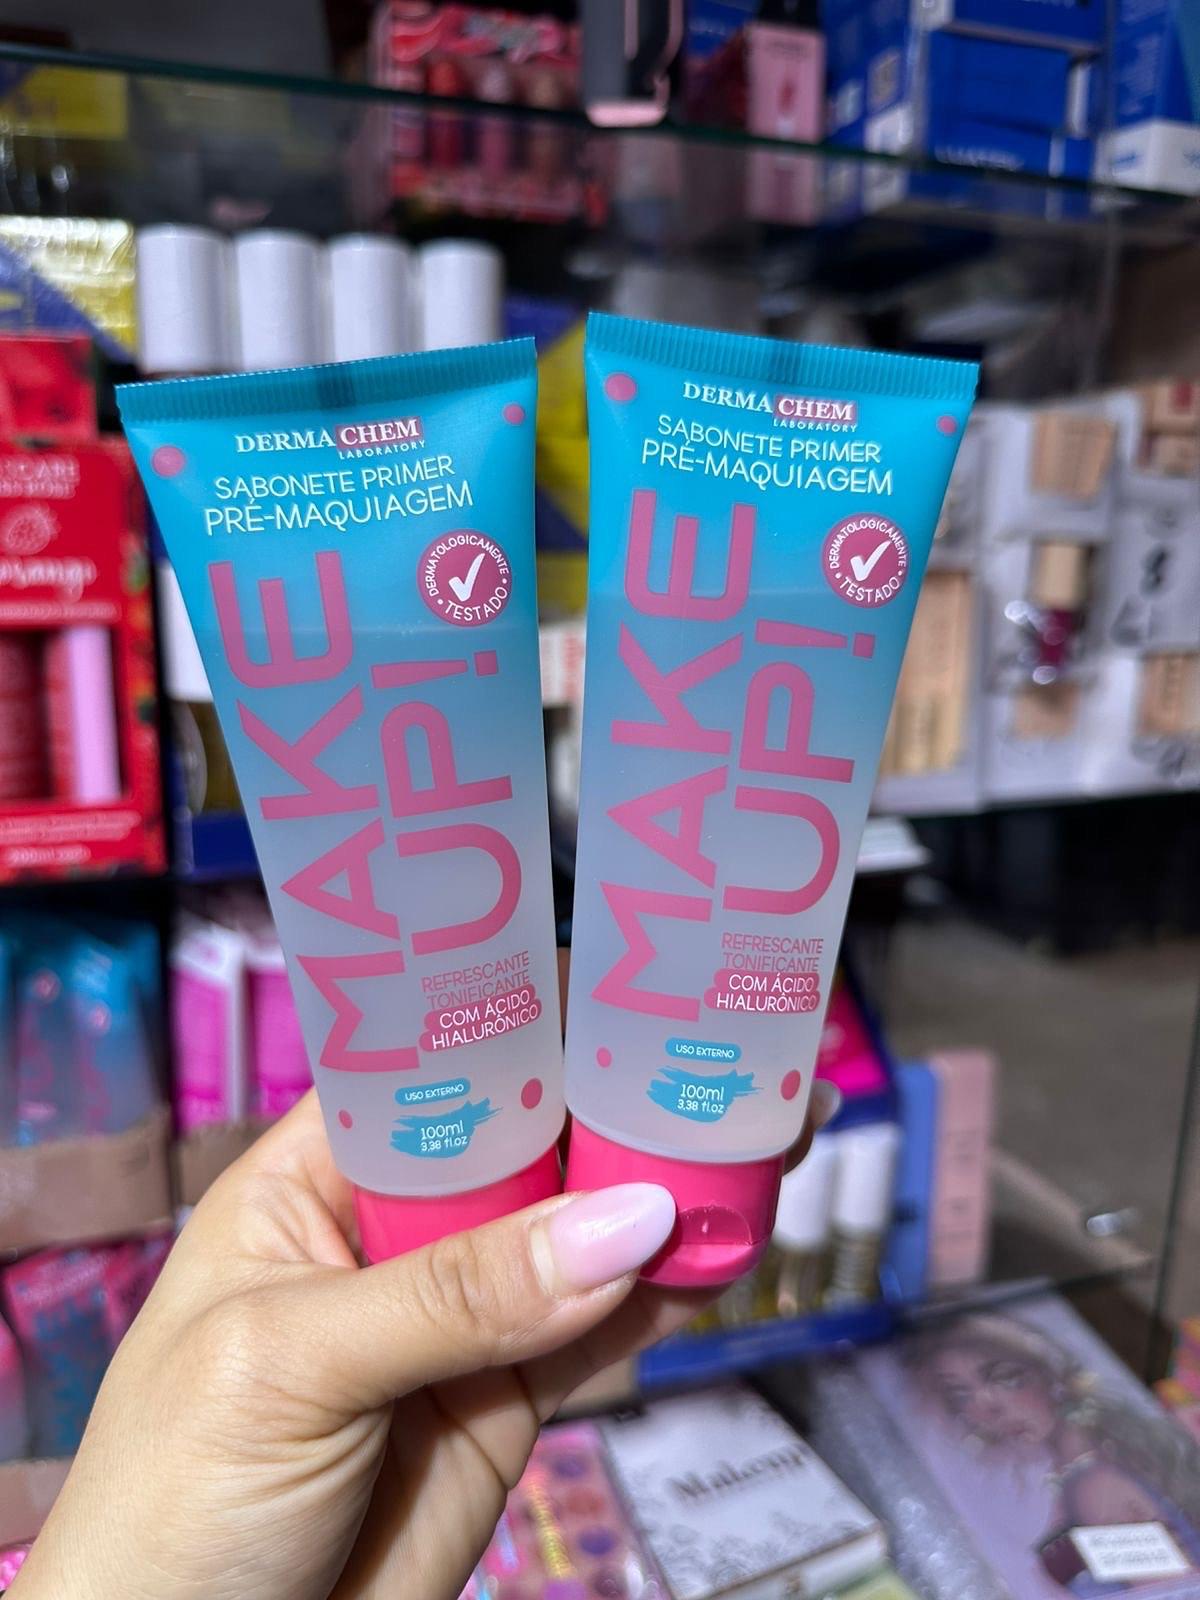 DERMA CHEM
LABORATORY
SABONETE PRIMER
PRÉ-MAQUIAGEM
DERMATOLOGICAMENTE
TESTADO
MAKE
UP!
REFRESCANTE
TONIFICANTE
COM ÁCIDO
HIALURÔNICO
USO EXTERNO
100ml
3,38 fl.oz
DERMA CHEM
LABORATORY
SABONETE PRIMER
PRÉ-MAQUIAGEM
DERMATOLOGICAMENTE
TESTADO
MAKE
UP!
REFRESCANTE
TONIFICANTE
COM ÁCIDO
HIALURÔNICO
USO EXTERNO
100ml
3,38 fl.oz
Makeup